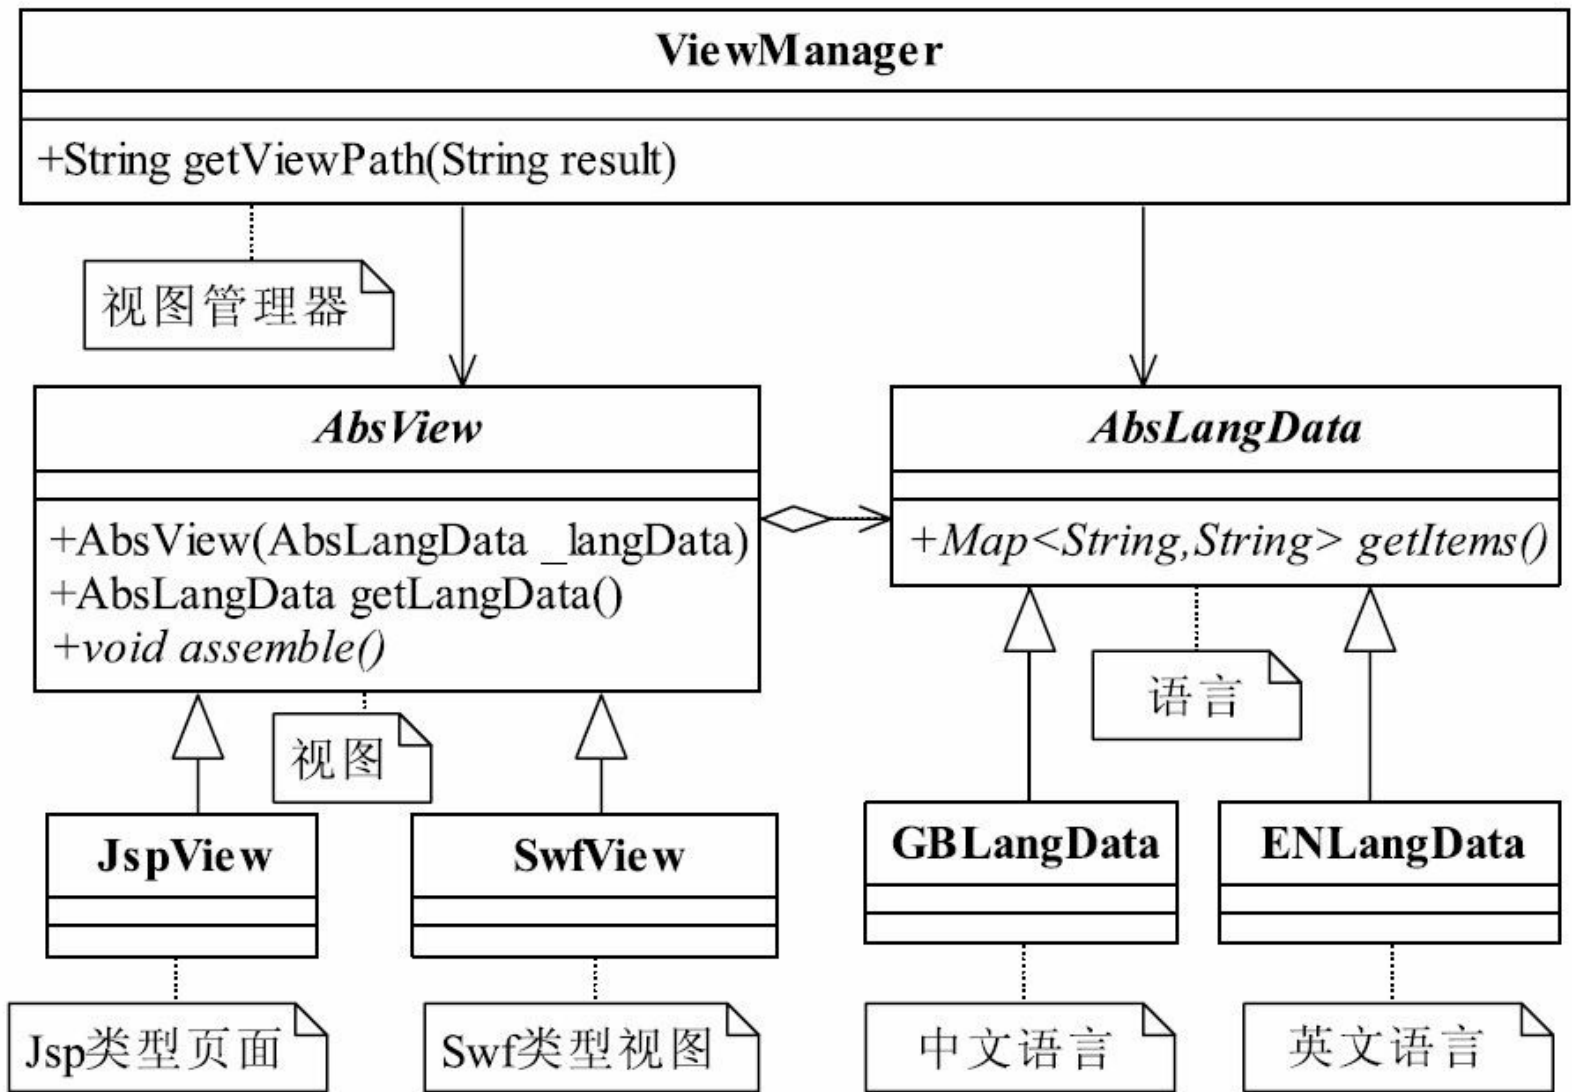 ViewManager
+String getViewPath(String result)
视图管理器
AbsView
+AbsView(AbsLangData _langData)
+AbsLangData getLangData()
+void assemble()
AbsLangData
+Map<String,String> getItems()
视图
语言
JspView
SwfView
GBLangData
ENLangData
Jsp类型页面
Swf类型视图
中文语言
英文语言